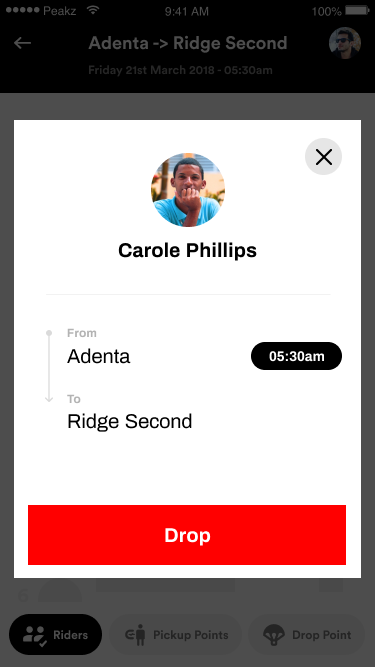 Peakz 9:41 AM 100%
Adenta -> Ridge Second
Friday 21st March 2018 - 05:30am
Carole Phillips
From
Adenta
05:30am
To
Ridge Second
Drop
Riders
Pickup Points
Drop Point